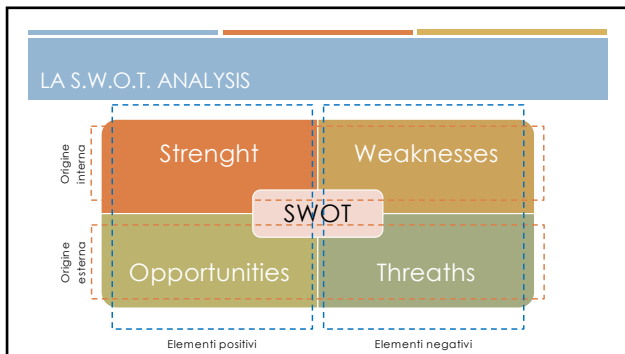 LA S.W.O.T. ANALYSIS
Origine
interna
Strenght
Weaknesses
SWOT
Origine
esterna
Opportunities
Threaths
Elementi positivi
Elementi negativi